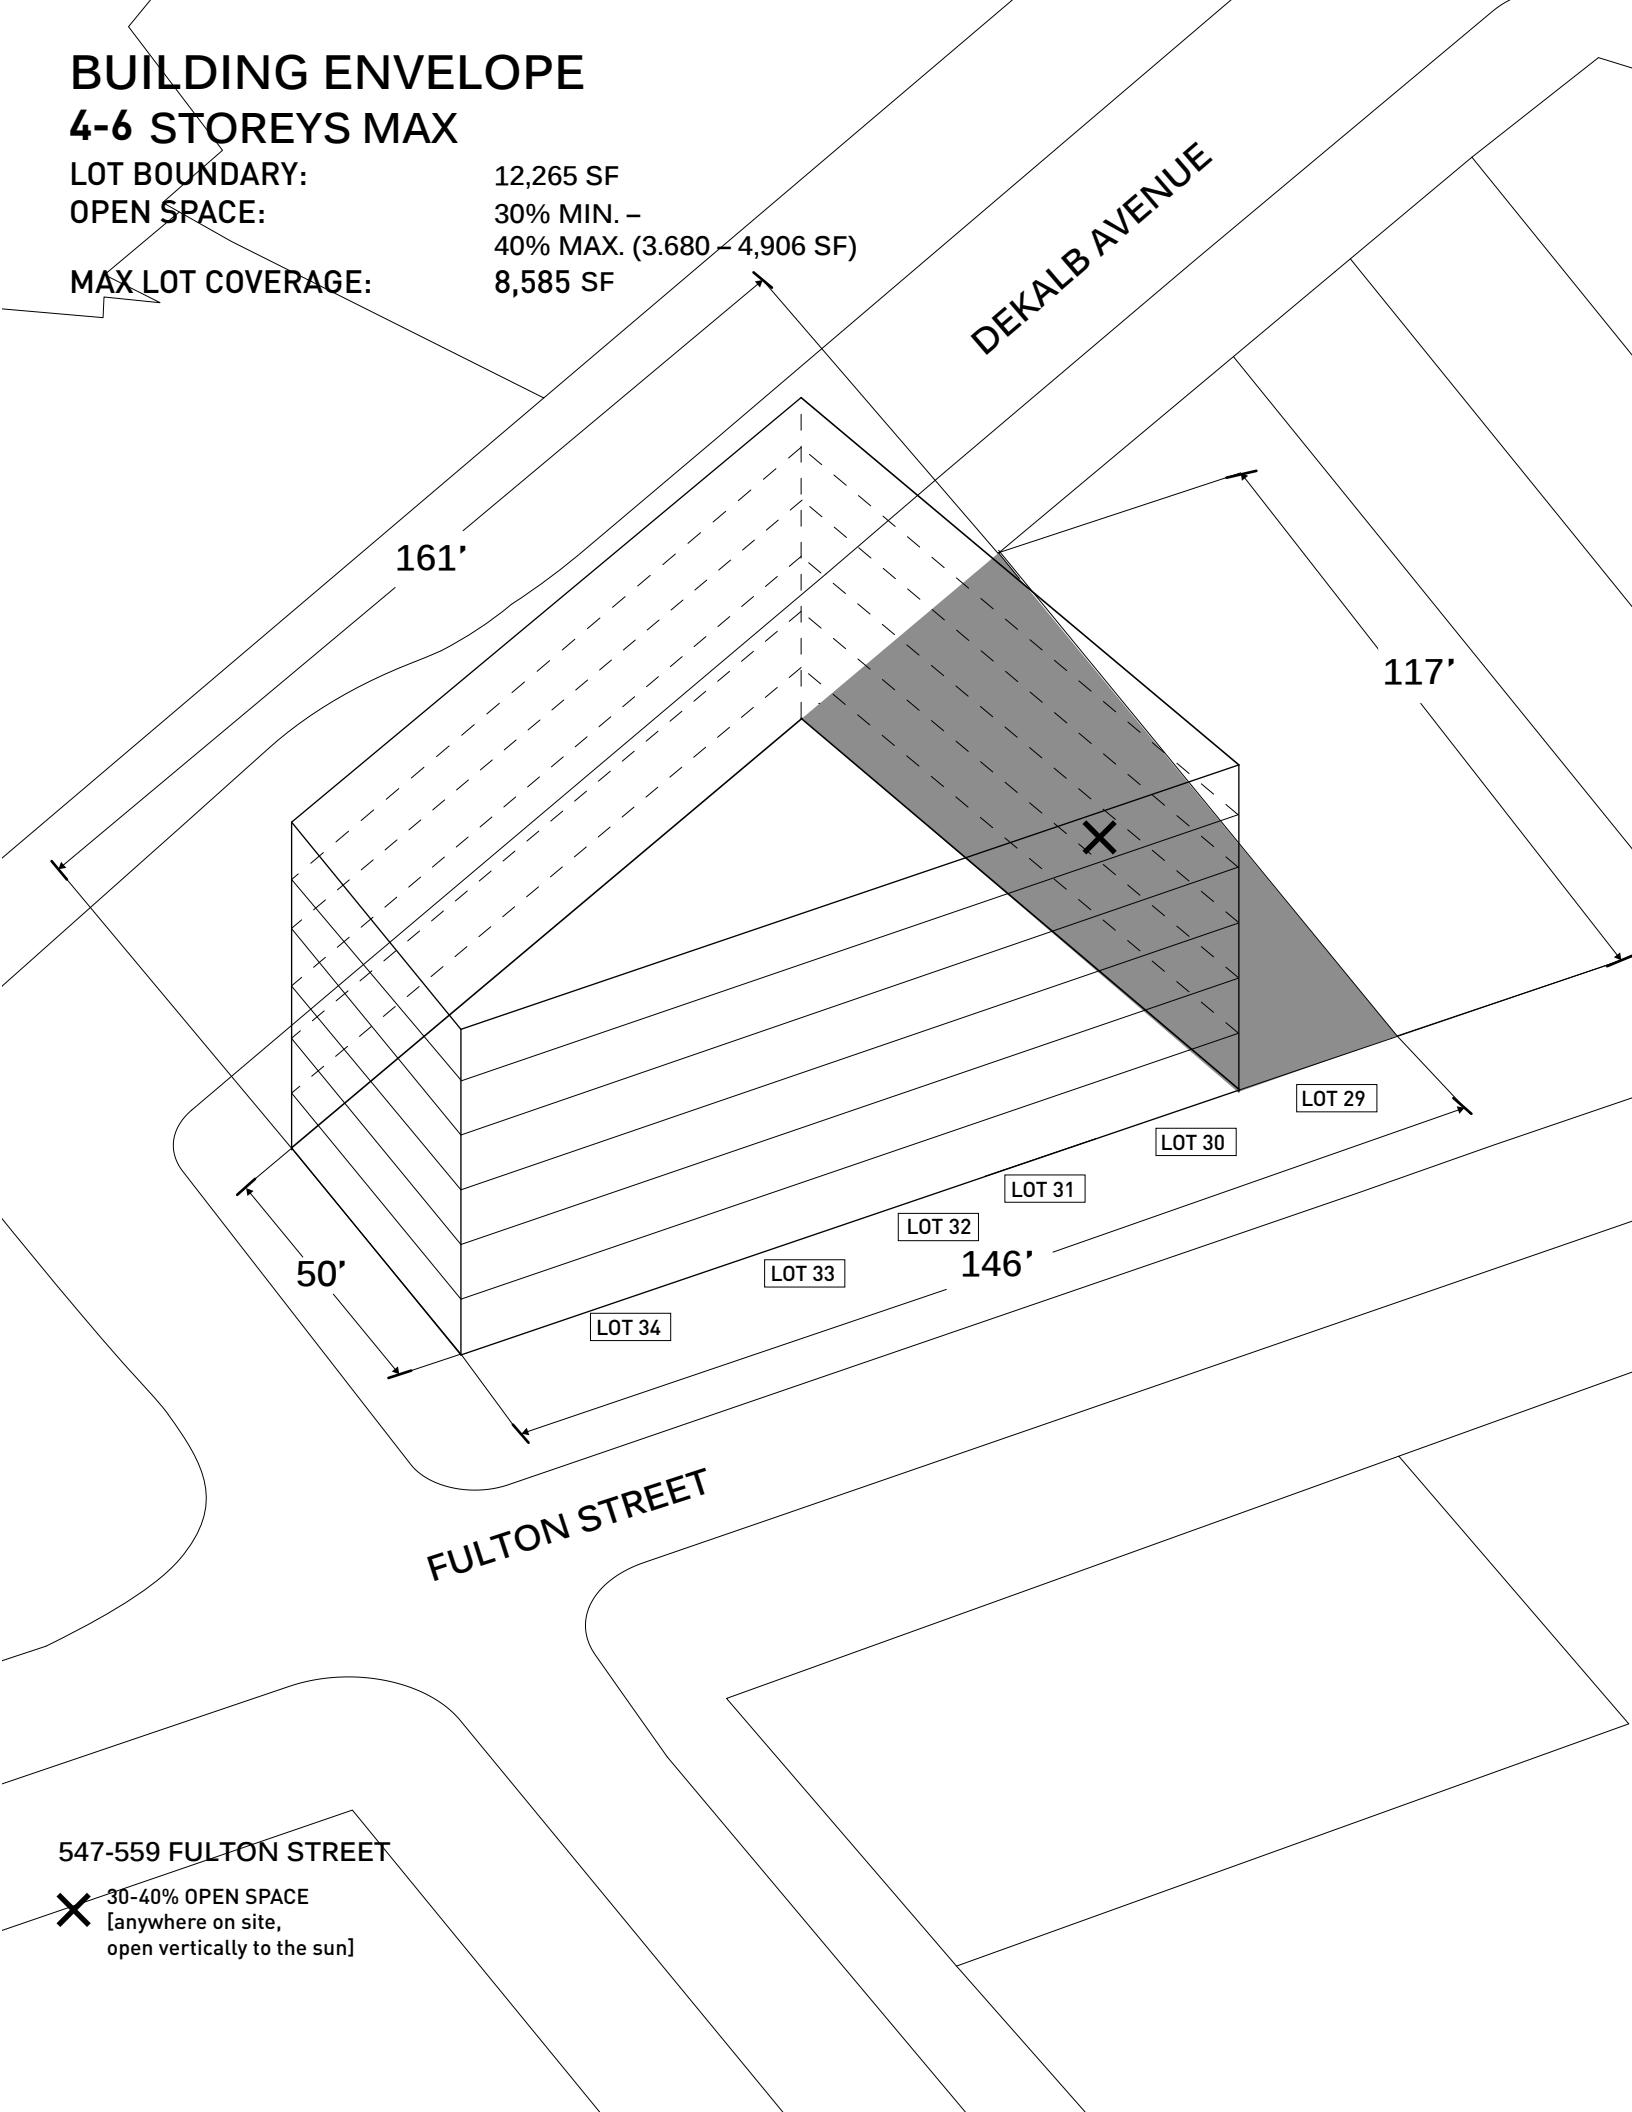 BUILDING ENVELOPE
4-6 STOREYS MAX
LOT BOUNDARY: 12,265 SF
OPEN SPACE: 30% MIN. –
40% MAX. (3.680 – 4,906 SF)
MAX LOT COVERAGE: 8,585 SF
DEKALB AVENUE
161’
117’
LOT 29
LOT 30
LOT 31
LOT 32
146’
LOT 33
50’
LOT 34
FULTON STREET
547-559 FULTON STREET
30-40% OPEN SPACE
[anywhere on site,
open vertically to the sun]